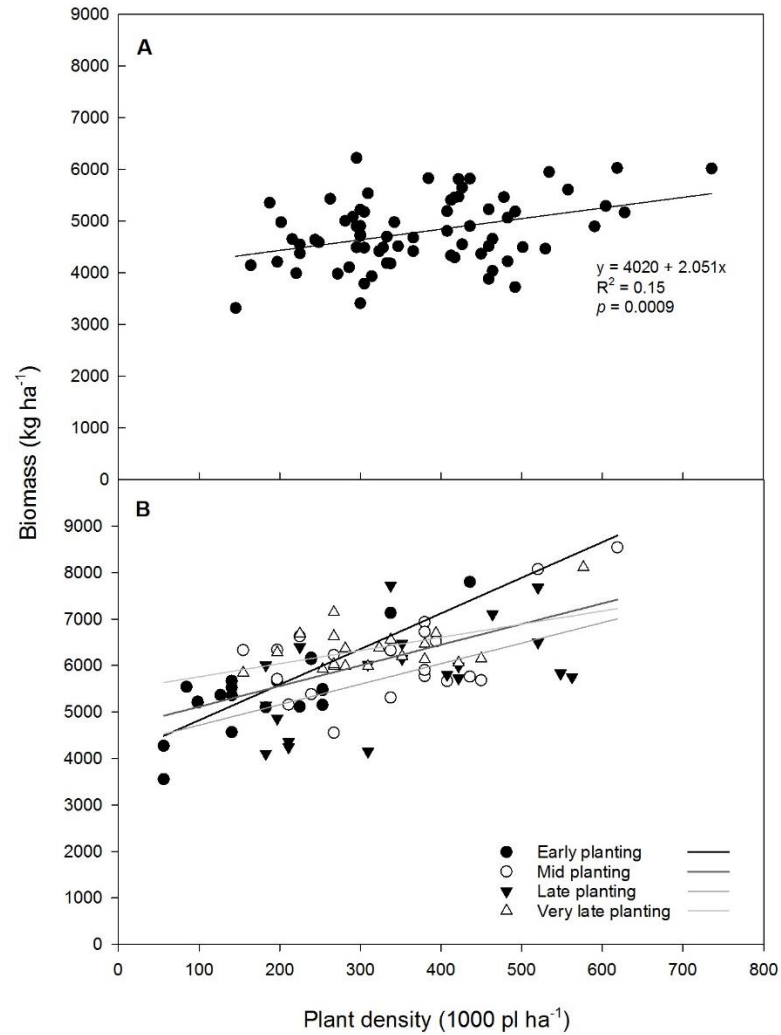 9000
A
8000
7000
6000
5000
4000
3000
2000
1000
0
y = 4020 + 2.051x
R² = 0.15
p = 0.0009
Biomass (kg ha⁻¹)
B
9000
8000
7000
6000
5000
4000
3000
2000
1000
0
Early planting
Mid planting
Late planting
Very late planting
0 100 200 300 400 500 600 700 800
Plant density (1000 pl ha⁻¹)